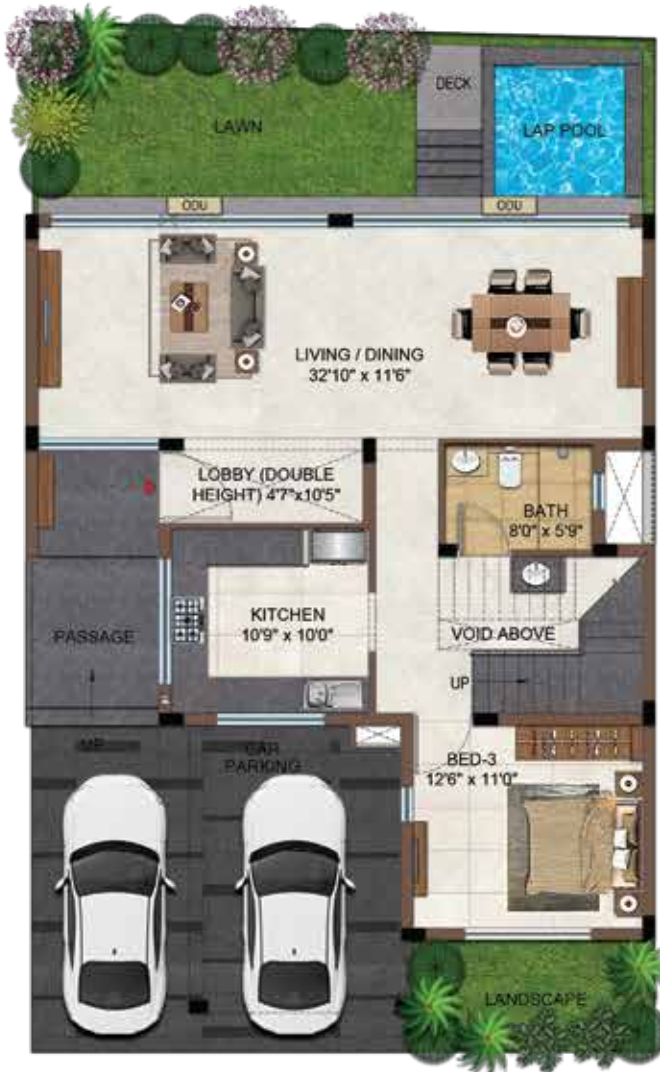 DECK
LAWN
LAP POOL
ODU
ODU
LIVING / DINING
32'10" x 11'6"
LOBBY (DOUBLE
HEIGHT) 4'7"x10'5"
BATH
8'0" x 5'9"
KITCHEN
10'9" x 10'0"
PASSAGE
VOID ABOVE
UP
CAR
PARKING
BED-3
12'6" x 11'0"
LANDSCAPE